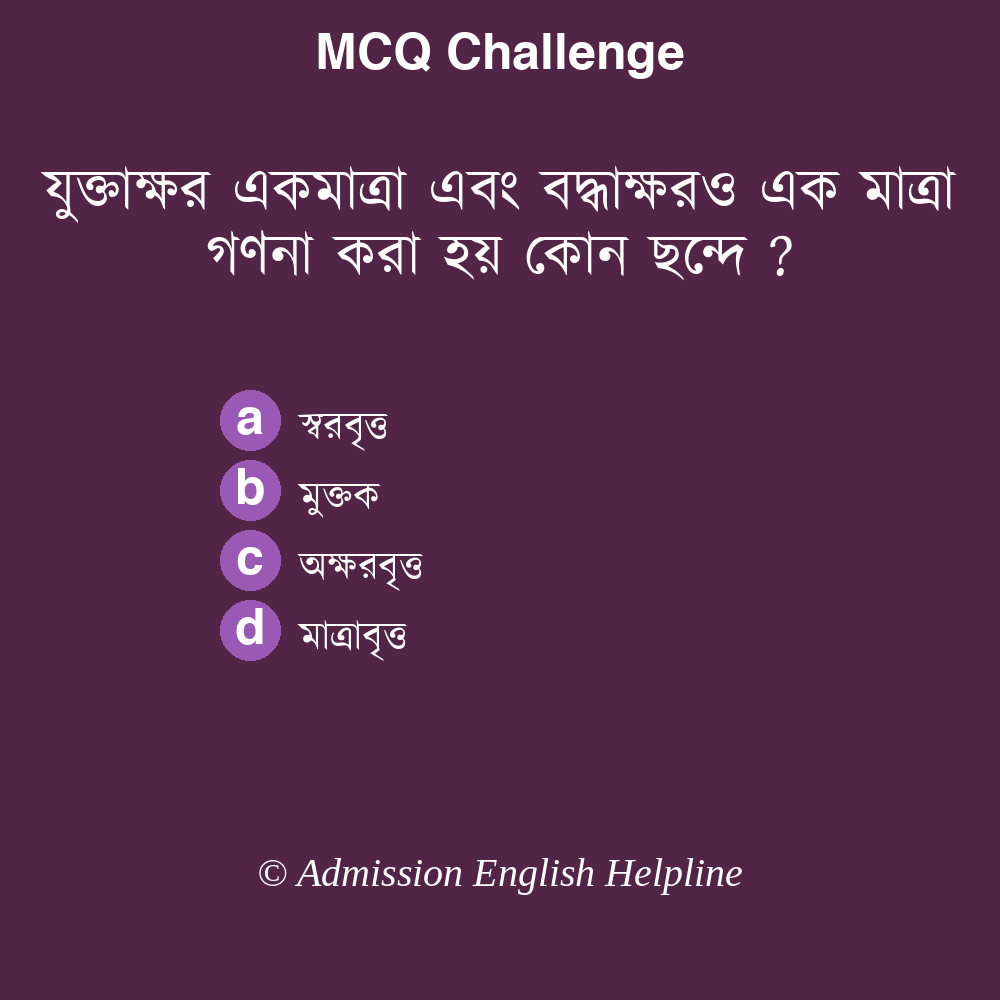 MCQ Challenge
যুক্তাক্ষর একমাত্রা এবং বদ্ধাক্ষরও এক মাত্রা
গণনা করা হয় কোন ছন্দে ?
a স্বরবৃত্ত
b মুক্তক
c অক্ষরবৃত্ত
d মাত্রাবৃত্ত
© Admission English Helpline